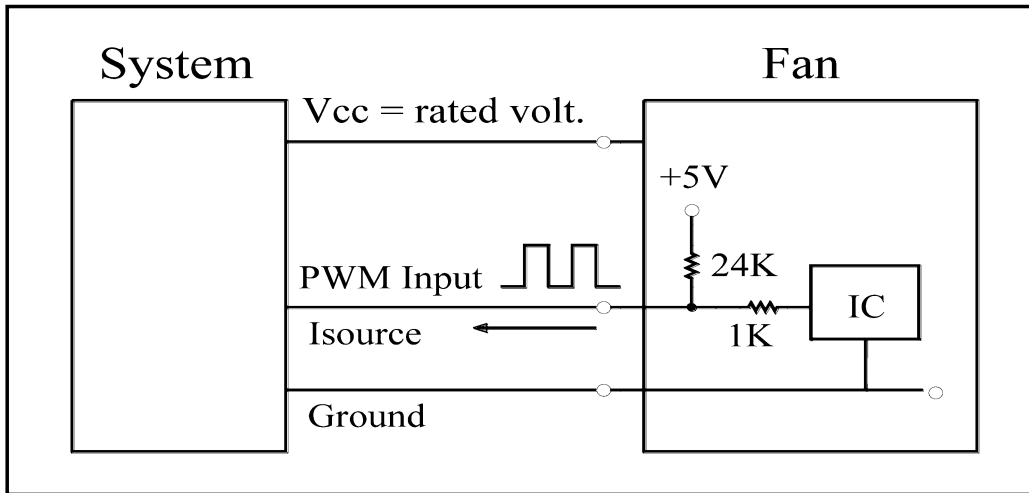 System
Fan
Vcc = rated volt.
+5V
PWM Input
24K
IC
1K
Isource
Ground